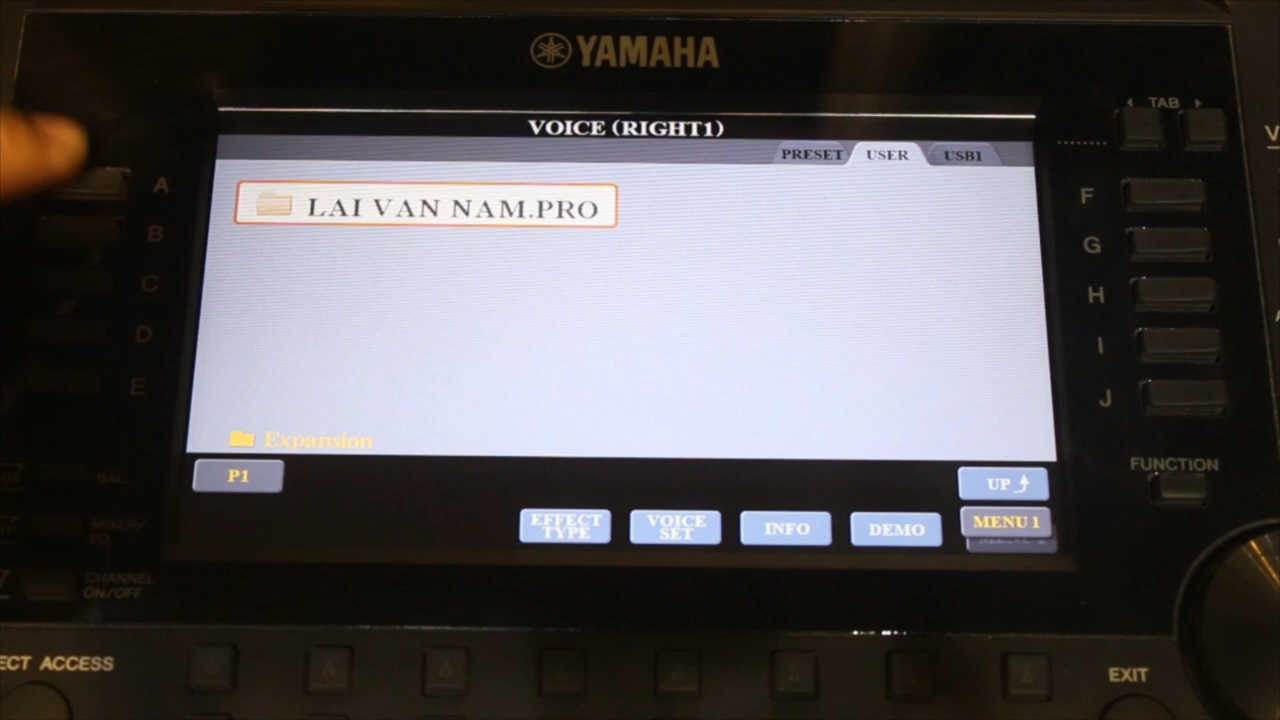 YAMAHA
TAB
VOICE (RIGHT1)
PRESET USER USB1
LAI VAN NAM.PRO
A
B
C
D
E
F
G
H
I
J
Expansion
P1
UP
FUNCTION
BAL
MIXER/
EQ
CHANNEL
ON/OFF
EFFECT
TYPE
VOICE
SET
INFO
DEMO
MENU 1
ECT ACCESS
EXIT